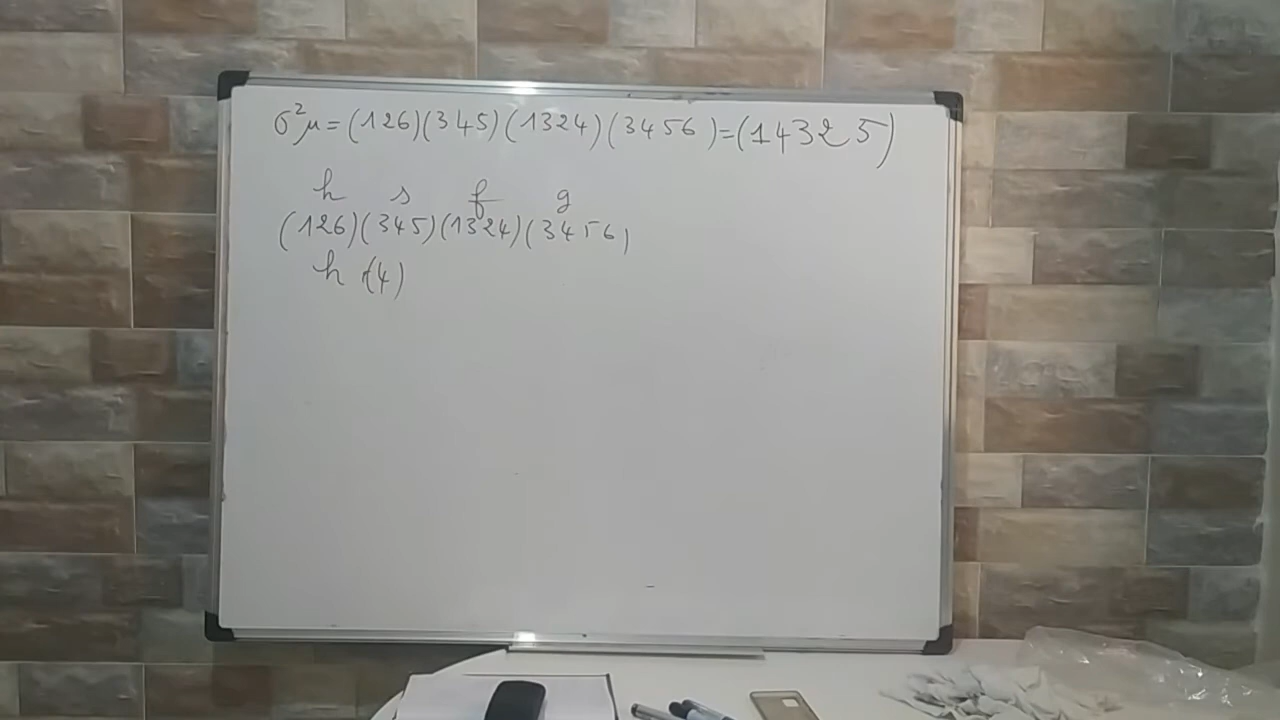 σ²μ = (126)(345)(1324)(3456) = (14325)
h s f g
(126)(345)(1324)(3456)
h (4)